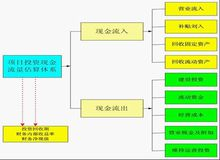 项目投资现金
流量估算体系
投资回收期
财务内部收益率
财务净现值
现金流入
营业流入
补贴列入
回收固定资产
回收流动资产
现金流出
建设投资
流动资金
经营成本
营业税金及附加
维持运营投资